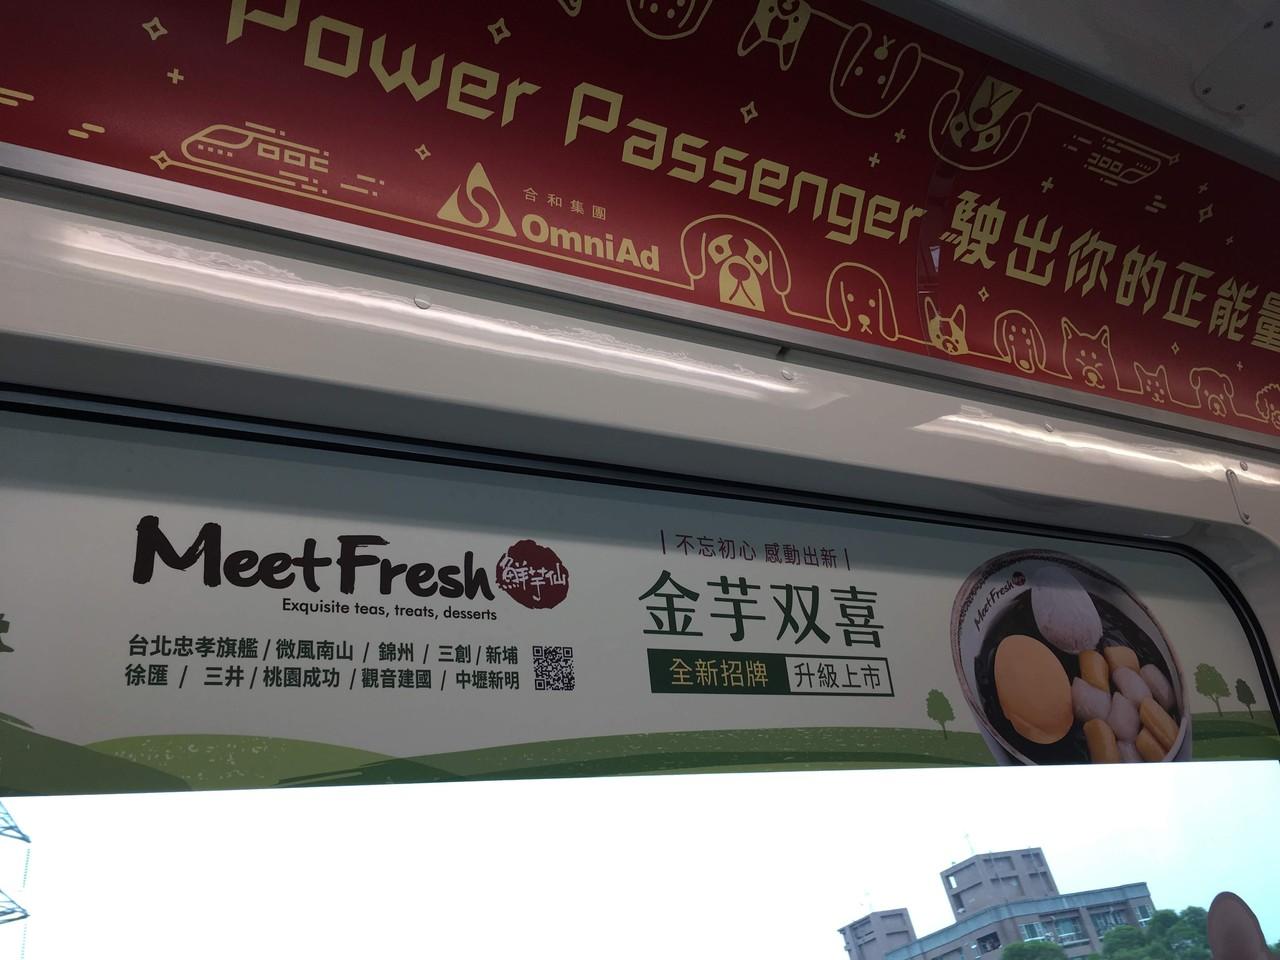 Power Passenger 駛出你的正能量
合和集團
OmniAd
MeetFresh 鮮芋仙
Exquisite teas, treats, desserts
台北忠孝旗艦 / 微風南山 / 錦州 / 三創 / 新埔
徐匯 / 三井 / 桃園成功 / 觀音建國 / 中壢新明
| 不忘初心 感動出新 |
金芋双喜
全新招牌 升級上市
MeetFresh